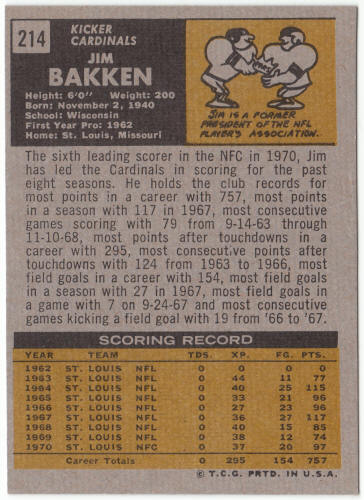 214
KICKER
CARDINALS
JIM
BAKKEN
Height: 6'0" Weight: 200
Born: November 2, 1940
School: Wisconsin
First Year Pro: 1962
Home: St. Louis, Missouri
JIM IS A FORMER
PRESIDENT OF THE NFL
PLAYER'S ASSOCIATION.
The sixth leading scorer in the NFC in 1970, Jim
has led the Cardinals in scoring for the past
eight seasons. He holds the club records for
most points in a career with 757, most points
in a season with 117 in 1967, most consecutive
games scoring with 79 from 9-14-63 through
11-10-68, most points after touchdowns in a
career with 295, most consecutive points after
touchdowns with 124 from 1963 to 1966, most
field goals in a career with 154, most field goals
in a season with 27 in 1967, most field goals in
a game with 7 on 9-24-67 and most consecutive
games kicking a field goal with 19 from '66 to '67.
SCORING RECORD
YEAR TEAM TDS. XP. FG. PTS.
1962 ST. LOUIS NFL 0 0 0 0
1963 ST. LOUIS NFL 0 44 11 77
1964 ST. LOUIS NFL 0 40 25 115
1965 ST. LOUIS NFL 0 33 21 96
1966 ST. LOUIS NFL 0 27 23 96
1967 ST. LOUIS NFL 0 36 27 117
1968 ST. LOUIS NFL 0 40 15 85
1969 ST. LOUIS NFL 0 38 12 74
1970 ST. LOUIS NFC 0 37 20 97
Career Totals 0 295 154 757
© T.C.G. PRTD. IN U.S.A.